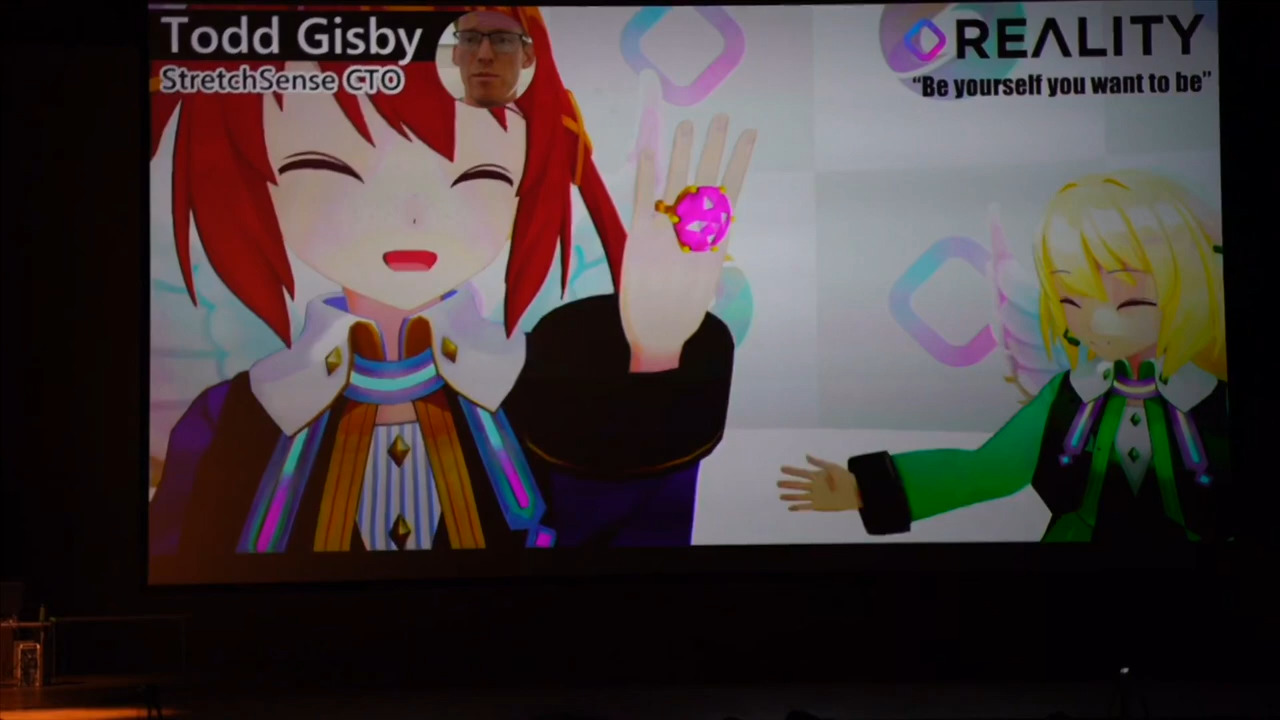 Todd Gisby
StretchSense CTO
REALITY
“Be yourself you want to be”